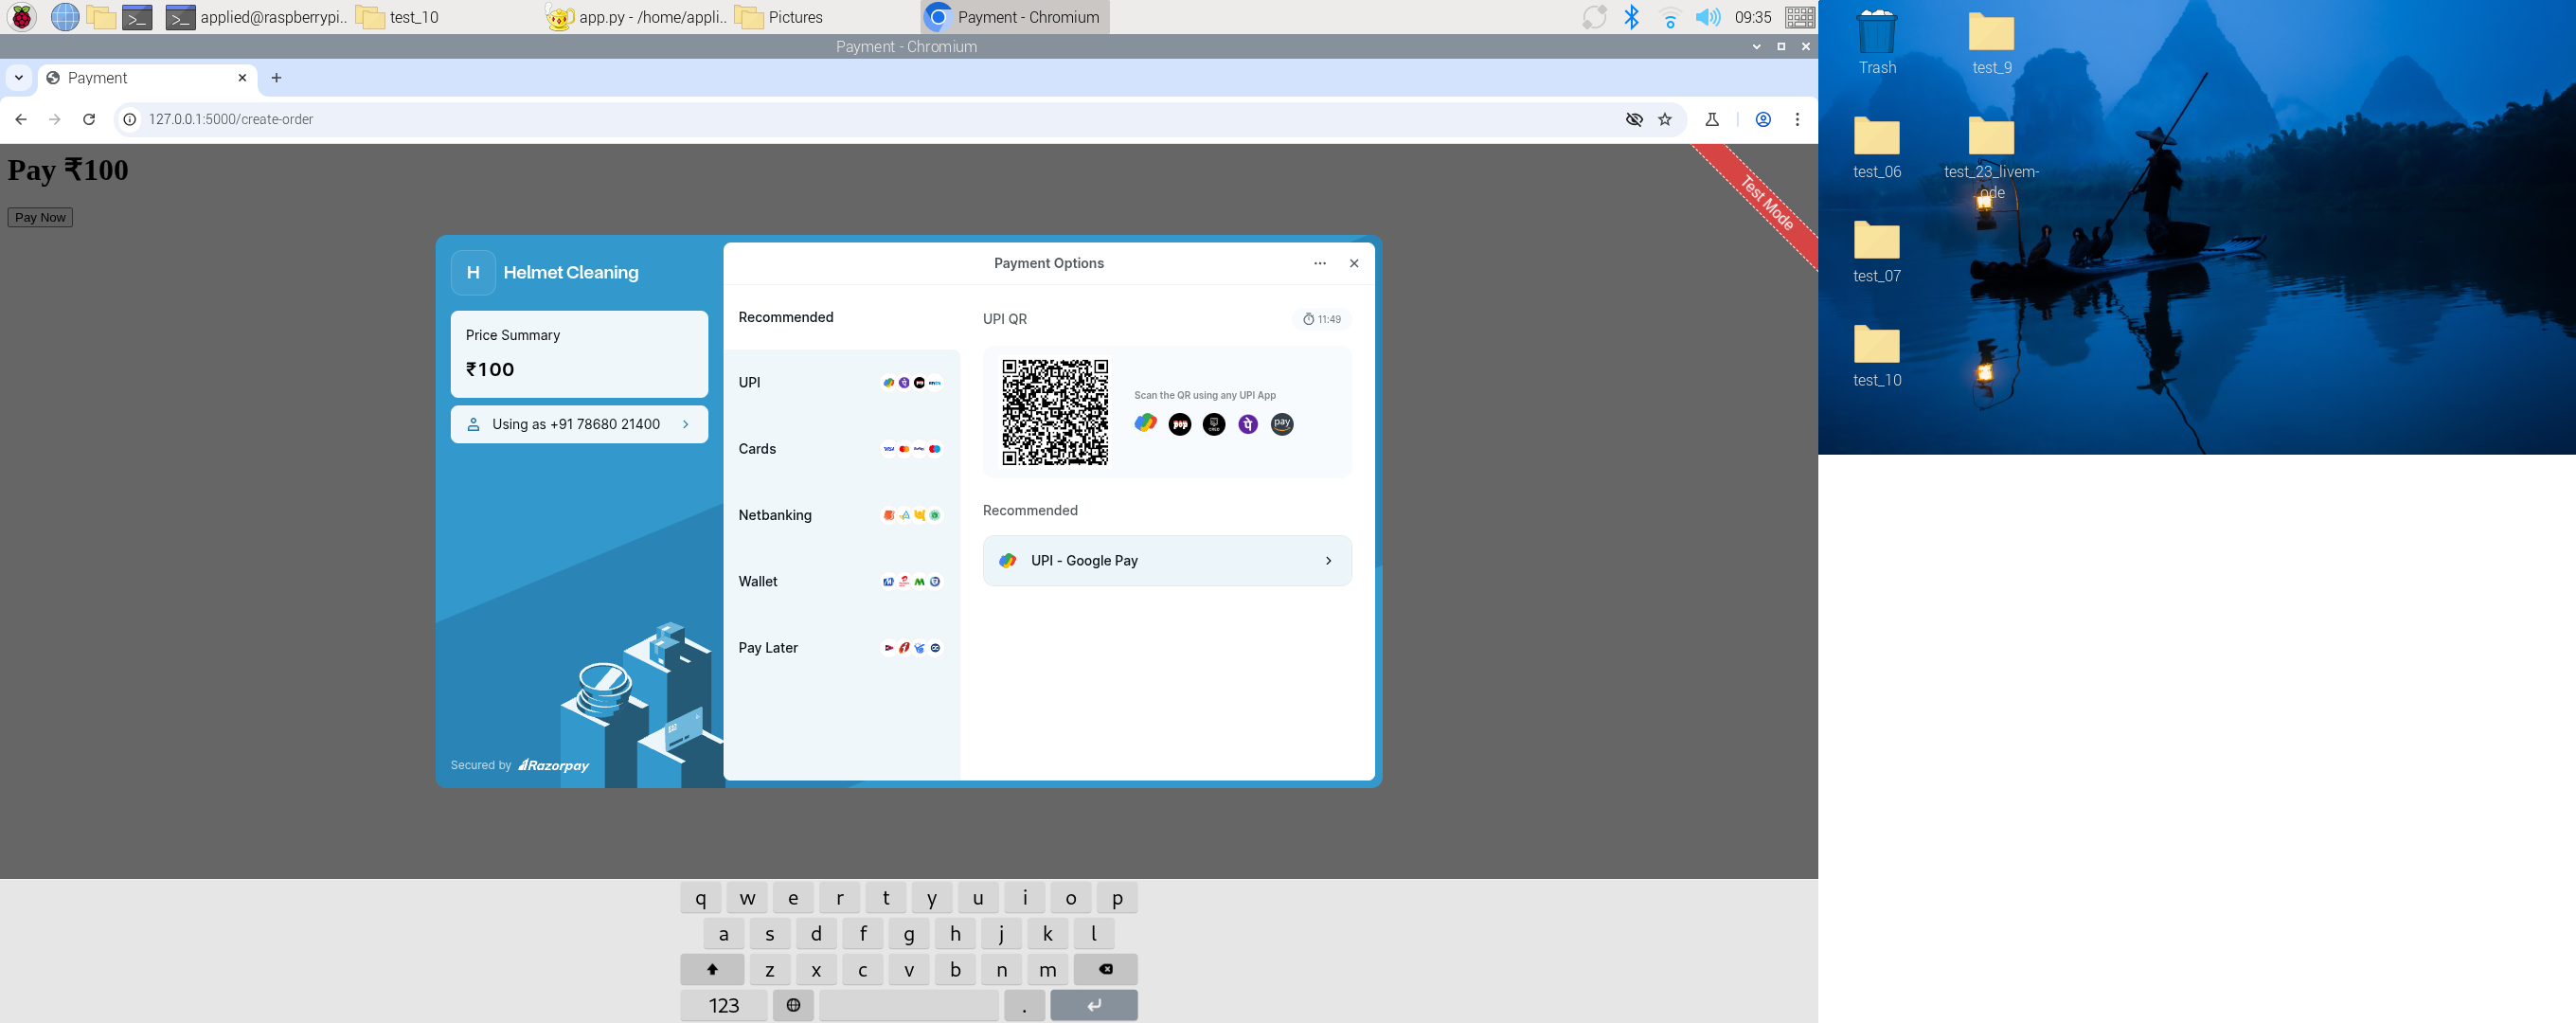 applied@raspberrypi..
test_10
app.py - /home/appli..
Pictures
Payment - Chromium
09:35
Payment - Chromium
Payment
127.0.0.1:5000/create-order
Pay ₹100
Pay Now
Test Mode
H
Helmet Cleaning
Price Summary
₹100
Using as +91 78680 21400
Secured by Razorpay
Payment Options
Recommended
UPI
Cards
Netbanking
Wallet
Pay Later
UPI QR
11:49
Scan the QR using any UPI App
pop
CRED
पे
pay
Recommended
UPI - Google Pay
q w e r t y u i o p
a s d f g h j k l
z x c v b n m
123 .
Trash
test_9
test_06
test_23_livem-
ode
test_07
test_10